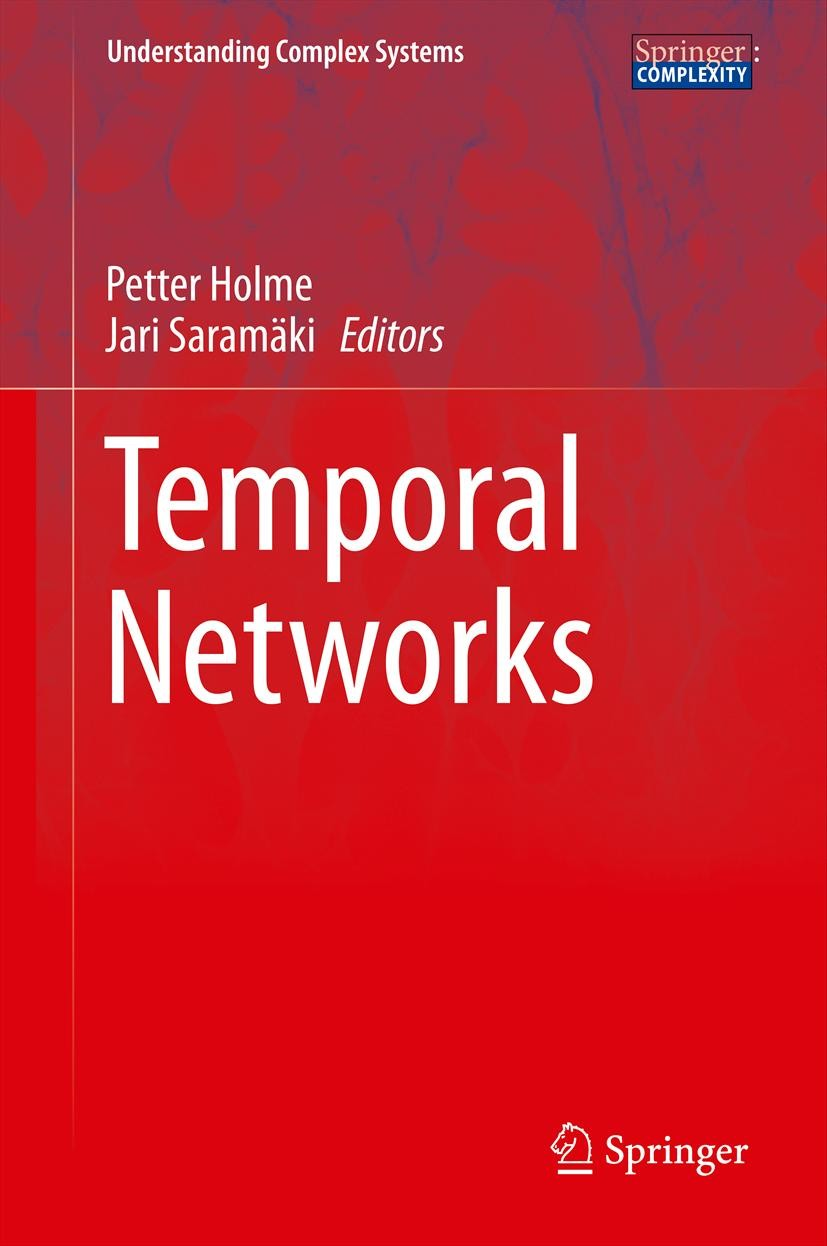 Understanding Complex Systems
Springer:
COMPLEXITY
Petter Holme
Jari Saramäki Editors
Temporal
Networks
Springer